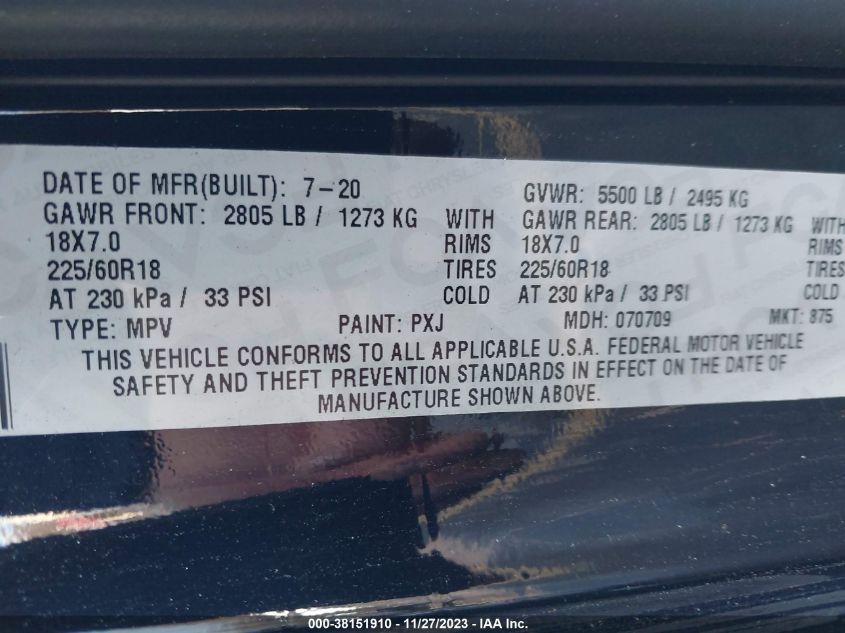 DATE OF MFR(BUILT): 7-20 GVWR: 5500 LB / 2495 KG
GAWR FRONT: 2805 LB / 1273 KG WITH GAWR REAR: 2805 LB / 1273 KG WITH
18X7.0 RIMS 18X7.0 RIMS
225/60R18 TIRES 225/60R18 TIRES
AT 230 kPa / 33 PSI COLD AT 230 kPa / 33 PSI COLD
TYPE: MPV PAINT: PXJ MDH: 070709 MKT: 875
THIS VEHICLE CONFORMS TO ALL APPLICABLE U.S.A. FEDERAL MOTOR VEHICLE
SAFETY AND THEFT PREVENTION STANDARDS IN EFFECT ON THE DATE OF
MANUFACTURE SHOWN ABOVE.
000-38151910 - 11/27/2023 - IAA Inc.